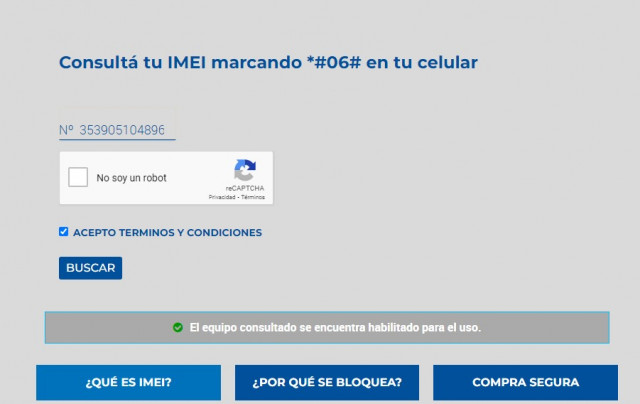 Consultá tu IMEI marcando *#06# en tu celular
Nº 353905104896
No soy un robot
reCAPTCHA
Privacidad - Términos
ACEPTO TERMINOS Y CONDICIONES
BUSCAR
El equipo consultado se encuentra habilitado para el uso.
¿QUÉ ES IMEI? ¿POR QUÉ SE BLOQUEA? COMPRA SEGURA